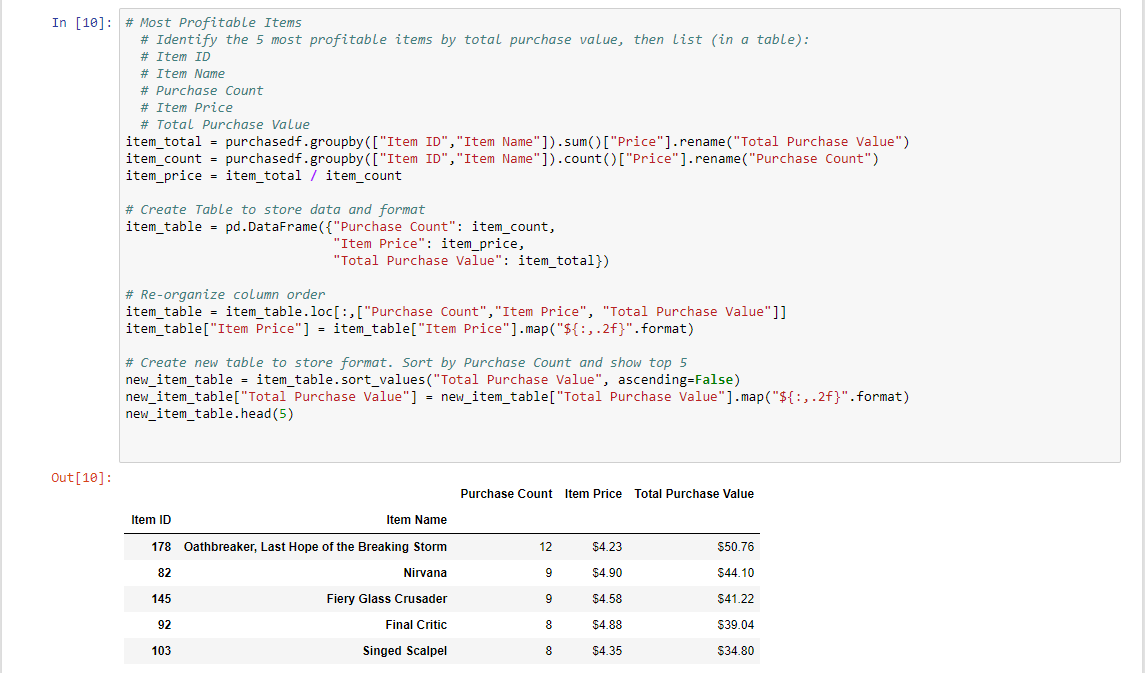 In [10]: # Most Profitable Items
# Identify the 5 most profitable items by total purchase value, then list (in a table):
# Item ID
# Item Name
# Purchase Count
# Item Price
# Total Purchase Value
item_total = purchasedf.groupby(["Item ID","Item Name"]).sum()["Price"].rename("Total Purchase Value")
item_count = purchasedf.groupby(["Item ID","Item Name"]).count()["Price"].rename("Purchase Count")
item_price = item_total / item_count
# Create Table to store data and format
item_table = pd.DataFrame({"Purchase Count": item_count,
"Item Price": item_price,
"Total Purchase Value": item_total})
# Re-organize column order
item_table = item_table.loc[:,["Purchase Count","Item Price", "Total Purchase Value"]]
item_table["Item Price"] = item_table["Item Price"].map("${:,.2f}".format)
# Create new table to store format. Sort by Purchase Count and show top 5
new_item_table = item_table.sort_values("Total Purchase Value", ascending=False)
new_item_table["Total Purchase Value"] = new_item_table["Total Purchase Value"].map("${:,.2f}".format)
new_item_table.head(5)
Out[10]:
Purchase Count Item Price Total Purchase Value
Item ID Item Name
178 Oathbreaker, Last Hope of the Breaking Storm 12 $4.23 $50.76
82 Nirvana 9 $4.90 $44.10
145 Fiery Glass Crusader 9 $4.58 $41.22
92 Final Critic 8 $4.88 $39.04
103 Singed Scalpel 8 $4.35 $34.80